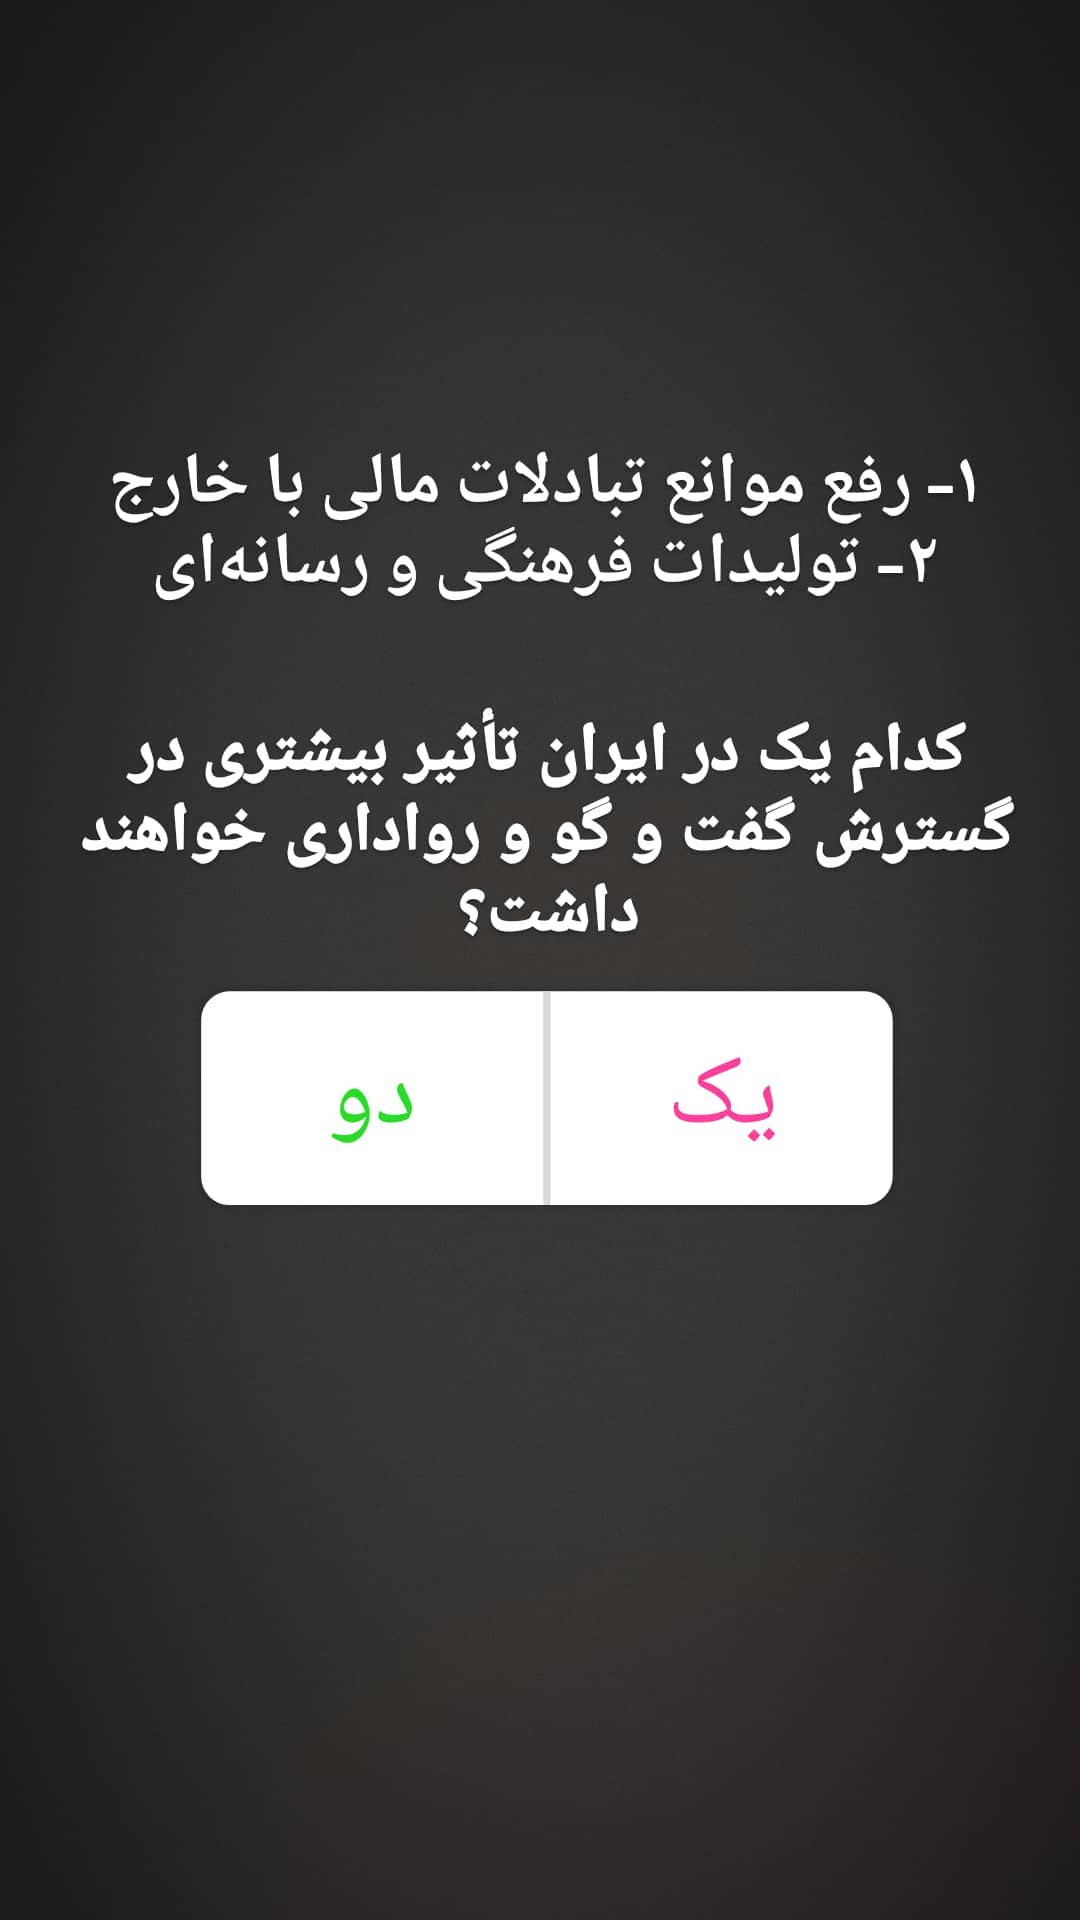 ۱- رفع موانع تبادلات مالی با خارج
۲- تولیدات فرهنگی و رسانه‌ای
کدام یک در ایران تأثیر بیشتری در
گسترش گفت و گو و رواداری خواهند
داشت؟
یک
دو